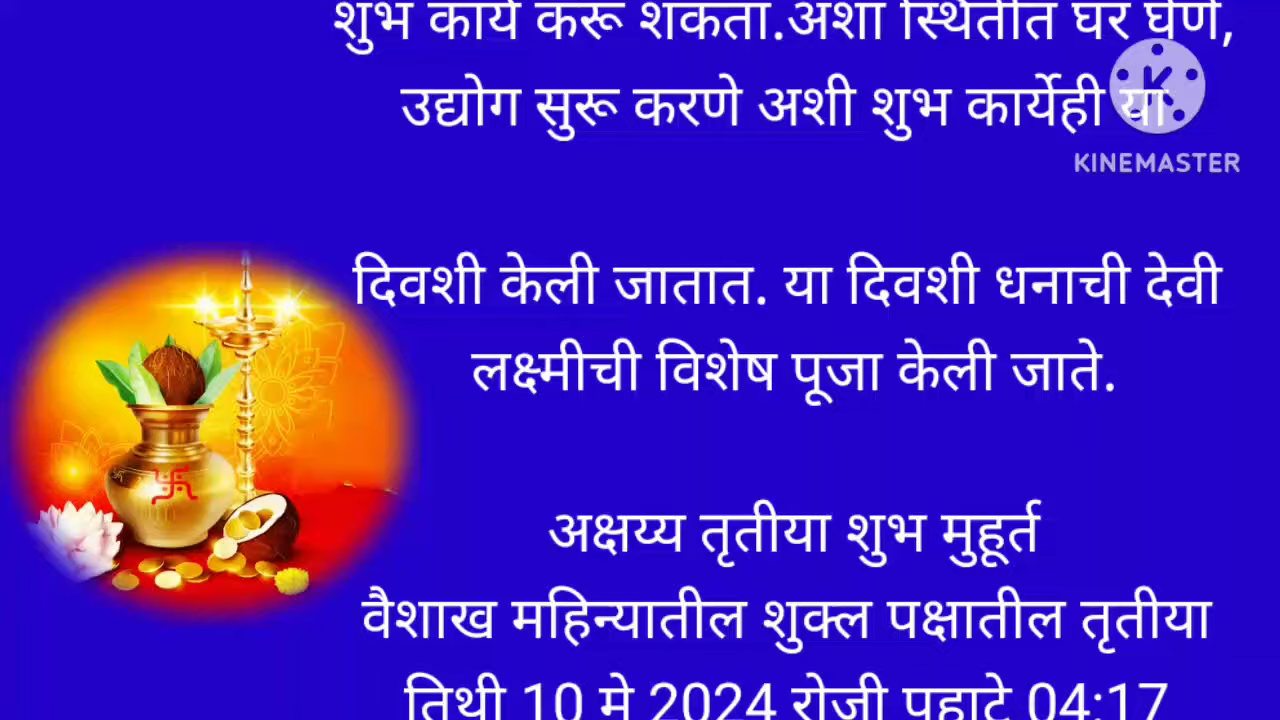 शुभ कार्य करू शकता.अशा स्थितीत घर घेणे,
उद्योग सुरू करणे अशी शुभ कार्येही या
KINEMASTER
दिवशी केली जातात. या दिवशी धनाची देवी
लक्ष्मीची विशेष पूजा केली जाते.
अक्षय्य तृतीया शुभ मुहूर्त
वैशाख महिन्यातील शुक्ल पक्षातील तृतीया
तिथी 10 मे 2024 रोजी पहाटे 04:17